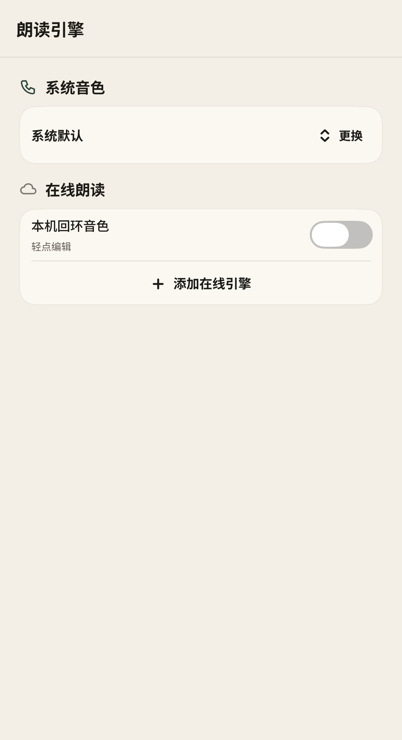 朗读引擎
系统音色
系统默认
更换
在线朗读
本机回环音色
轻点编辑
添加在线引擎